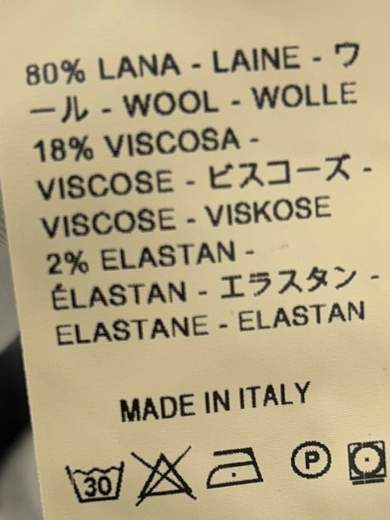 80% LANA - LAINE - ウ
ール - WOOL - WOLLE
18% VISCOSA -
VISCOSE - ビスコーズ -
VISCOSE - VISKOSE
2% ELASTAN -
ÉLASTAN - エラスタン -
ELASTANE - ELASTAN
MADE IN ITALY
30 P